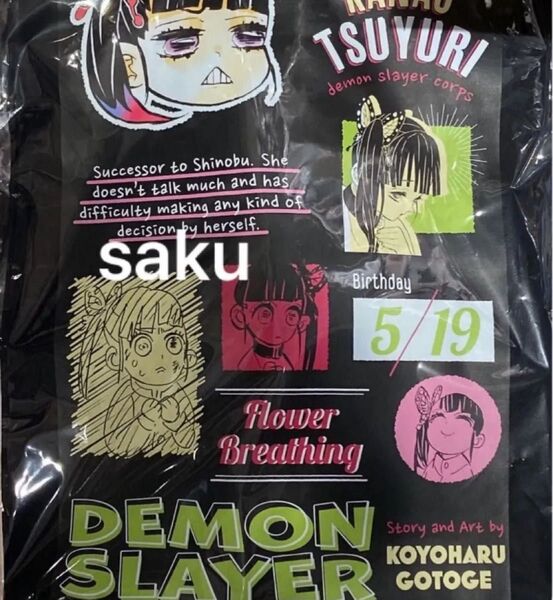 KANAO
TSUYURI
demon slayer corps
Successor to Shinobu. She
doesn't talk much and has
difficulty making any kind of
decision by herself.
saku
Birthday
5/19
Flower
Breathing
DEMON
SLAYER
Story and Art by
KOYOHARU
GOTOGE